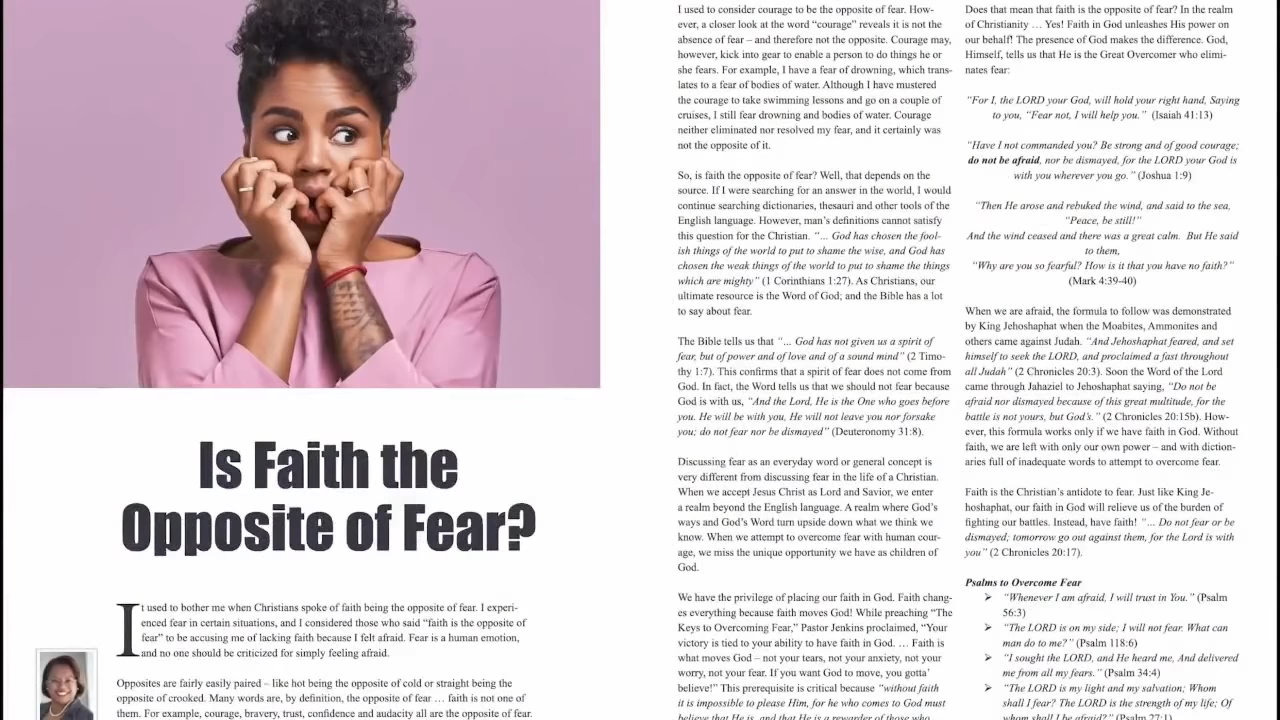 Is Faith the
Opposite of Fear?
It used to bother me when Christians spoke of faith being the opposite of fear. I experi-
enced fear in certain situations, and I considered those who said “faith is the opposite of
fear” to be accusing me of lacking faith because I felt afraid. Fear is a human emotion,
and no one should be criticized for simply feeling afraid.
Opposites are fairly easily paired – like hot being the opposite of cold or straight being the
opposite of crooked. Many words are, by definition, the opposite of fear … faith is not one of
them. For example, courage, bravery, trust, confidence and audacity all are the opposite of fear.
I used to consider courage to be the opposite of fear. How-
ever, a closer look at the word “courage” reveals it is not the
absence of fear – and therefore not the opposite. Courage may,
however, kick into gear to enable a person to do things he or
she fears. For example, I have a fear of drowning, which trans-
lates to a fear of bodies of water. Although I have mustered
the courage to take swimming lessons and go on a couple of
cruises, I still fear drowning and bodies of water. Courage
neither eliminated nor resolved my fear, and it certainly was
not the opposite of it.
So, is faith the opposite of fear? Well, that depends on the
source. If I were searching for an answer in the world, I would
continue searching dictionaries, thesauri and other tools of the
English language. However, man’s definitions cannot satisfy
this question for the Christian. “... God has chosen the fool-
ish things of the world to put to shame the wise, and God has
chosen the weak things of the world to put to shame the things
which are mighty” (1 Corinthians 1:27). As Christians, our
ultimate resource is the Word of God; and the Bible has a lot
to say about fear.
The Bible tells us that “... God has not given us a spirit of
fear, but of power and of love and of a sound mind” (2 Timo-
thy 1:7). This confirms that a spirit of fear does not come from
God. In fact, the Word tells us that we should not fear because
God is with us, “And the Lord, He is the One who goes before
you. He will be with you, He will not leave you nor forsake
you; do not fear nor be dismayed” (Deuteronomy 31:8).
Discussing fear as an everyday word or general concept is
very different from discussing fear in the life of a Christian.
When we accept Jesus Christ as Lord and Savior, we enter
a realm beyond the English language. A realm where God’s
ways and God’s Word turn upside down what we think we
know. When we attempt to overcome fear with human cour-
age, we miss the unique opportunity we have as children of
God.
We have the privilege of placing our faith in God. Faith chang-
es everything because faith moves God! While preaching “The
Keys to Overcoming Fear,” Pastor Jenkins proclaimed, “Your
victory is tied to your ability to have faith in God. … Faith is
what moves God – not your tears, not your anxiety, not your
worry, not your fear. If you want God to move, you gotta’
believe!” This prerequisite is critical because “without faith
it is impossible to please Him, for he who comes to God must
believe that He is, and that He is a rewarder of those who
Does that mean that faith is the opposite of fear? In the realm
of Christianity … Yes! Faith in God unleashes His power on
our behalf! The presence of God makes the difference. God,
Himself, tells us that He is the Great Overcomer who elimi-
nates fear:
“For I, the LORD your God, will hold your right hand, Saying
to you, “Fear not, I will help you.” (Isaiah 41:13)
“Have I not commanded you? Be strong and of good courage;
do not be afraid, nor be dismayed, for the LORD your God is
with you wherever you go.” (Joshua 1:9)
“Then He arose and rebuked the wind, and said to the sea,
“Peace, be still!”
And the wind ceased and there was a great calm. But He said
to them,
“Why are you so fearful? How is it that you have no faith?”
(Mark 4:39-40)
When we are afraid, the formula to follow was demonstrated
by King Jehoshaphat when the Moabites, Ammonites and
others came against Judah. “And Jehoshaphat feared, and set
himself to seek the LORD, and proclaimed a fast throughout
all Judah” (2 Chronicles 20:3). Soon the Word of the Lord
came through Jahaziel to Jehoshaphat saying, “Do not be
afraid nor dismayed because of this great multitude, for the
battle is not yours, but God’s.” (2 Chronicles 20:15b). How-
ever, this formula works only if we have faith in God. Without
faith, we are left with only our own power – and with diction-
aries full of inadequate words to attempt to overcome fear.
Faith is the Christian’s antidote to fear. Just like King Je-
hoshaphat, our faith in God will relieve us of the burden of
fighting our battles. Instead, have faith! “... Do not fear or be
dismayed; tomorrow go out against them, for the Lord is with
you” (2 Chronicles 20:17).
Psalms to Overcome Fear
➢ “Whenever I am afraid, I will trust in You.” (Psalm
56:3)
➢ “The LORD is on my side; I will not fear. What can
man do to me?” (Psalm 118:6)
➢ “I sought the LORD, and He heard me, And delivered
me from all my fears.” (Psalm 34:4)
➢ “The LORD is my light and my salvation; Whom
shall I fear? The LORD is the strength of my life; Of
whom shall I be afraid?” (Psalm 27:1)